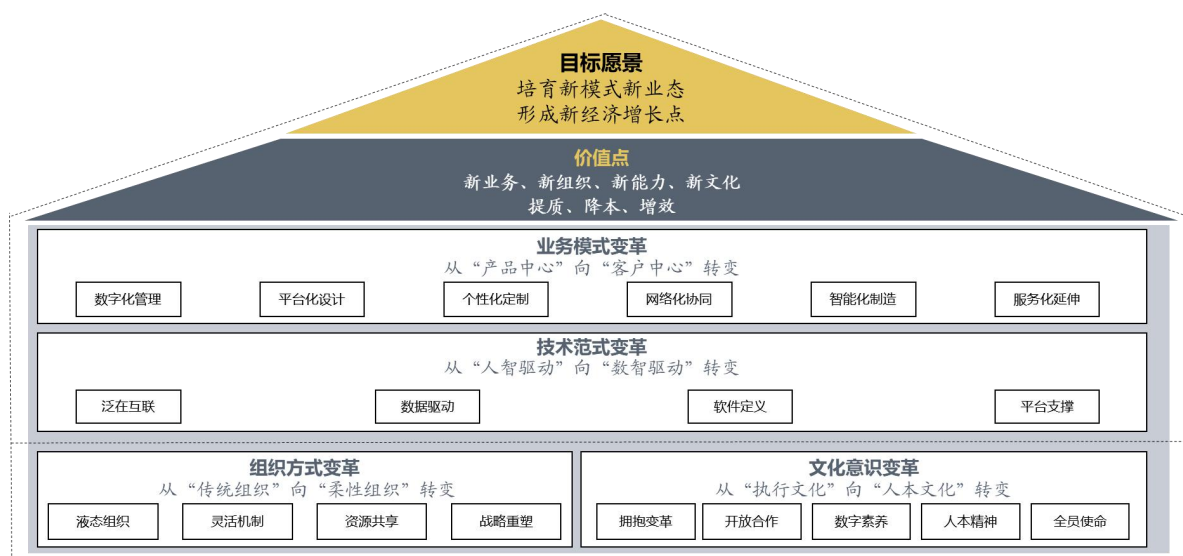 目标愿景
培育新模式新业态
形成新经济增长点
价值点
新业务、新组织、新能力、新文化
提质、降本、增效
业务模式变革
从“产品中心”向“客户中心”转变
数字化管理 平台化设计 个性化定制 网络化协同 智能化制造 服务化延伸
技术范式变革
从“人智驱动”向“数智驱动”转变
泛在互联 数据驱动 软件定义 平台支撑
组织方式变革
从“传统组织”向“柔性组织”转变
液态组织 灵活机制 资源共享 战略重塑
文化意识变革
从“执行文化”向“人本文化”转变
拥抱变革 开放合作 数字素养 人本精神 全员使命